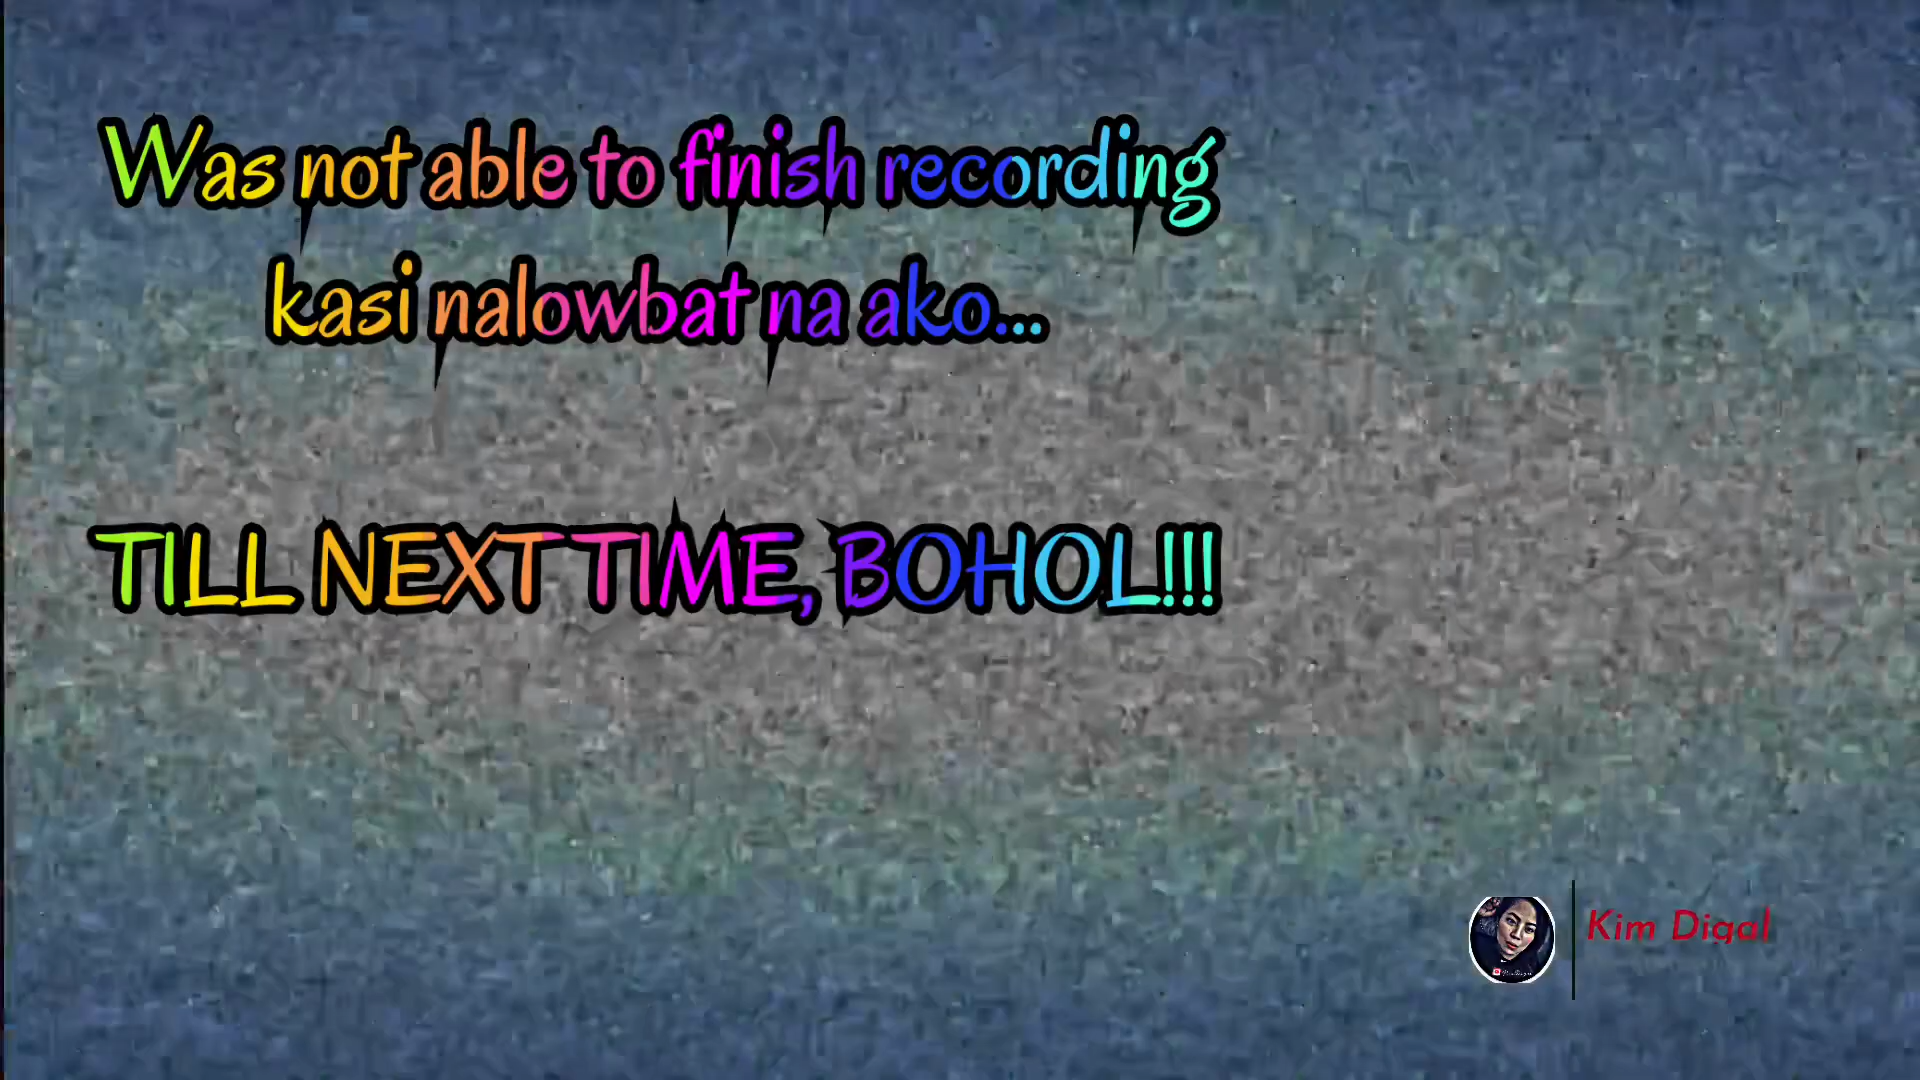 Was not able to finish recording
kasi nalowbat na ako...
TILL NEXT TIME, BOHOL!!!
Kim Digal